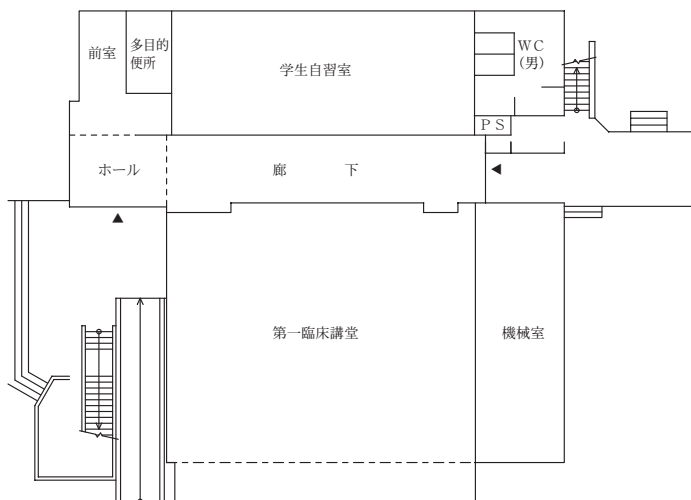 前室
多目的
便所
学生自習室
ＷＣ
(男)
ＰＳ
ホール
廊　　下
第一臨床講堂
機械室